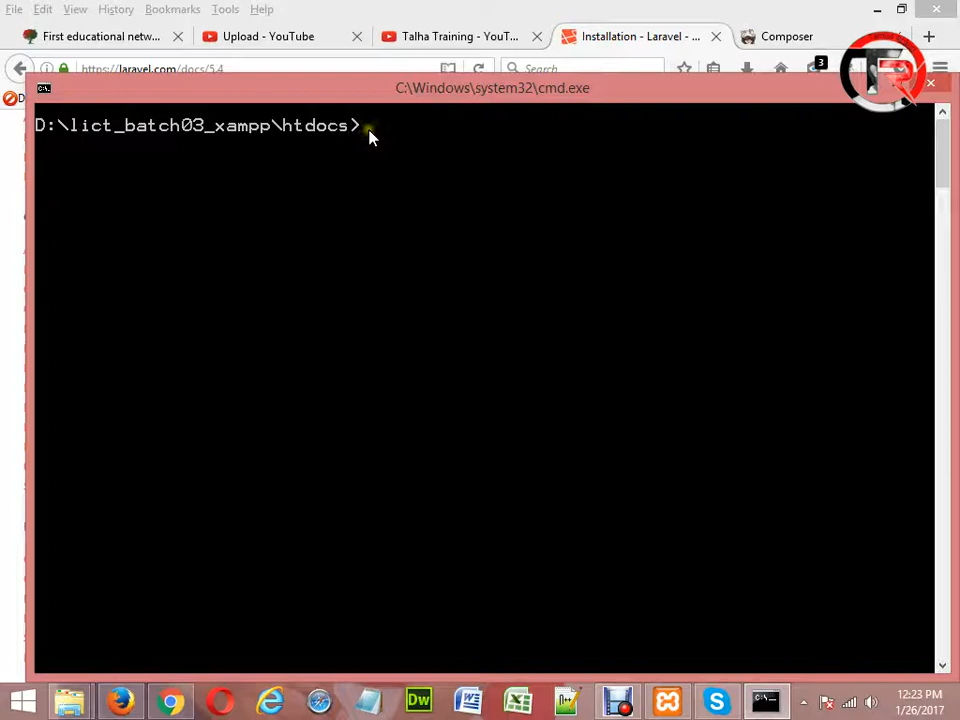 File Edit View History Bookmarks Tools Help
First educational netw...
Upload - YouTube
Talha Training - YouT...
Installation - Laravel - ...
Composer
https://laravel.com/docs/5.4
Search
3
C:\Windows\system32\cmd.exe
D:\lict_batch03_xampp\htdocs>
12:23 PM
1/26/2017